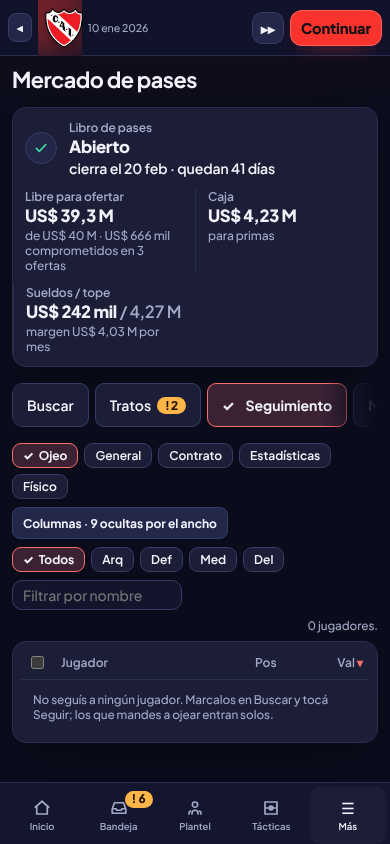 ◂
C.A.I.
10 ene 2026
▸▸
Continuar
Mercado de pases
Libro de pases
✓
Abierto
cierra el 20 feb · quedan 41 días
Libre para ofertar
US$ 39,3 M
de US$ 40 M · US$ 666 mil
comprometidos en 3
ofertas
Caja
US$ 4,23 M
para primas
Sueldos / tope
US$ 242 mil / 4,27 M
margen US$ 4,03 M por
mes
Buscar
Tratos ! 2
✓ Seguimiento
✓ Ojeo
General
Contrato
Estadísticas
Físico
Columnas · 9 ocultas por el ancho
✓ Todos
Arq
Def
Med
Del
Filtrar por nombre
0 jugadores.
Jugador Pos Val ▾
No seguís a ningún jugador. Marcalos en Buscar y tocá
Seguir; los que mandes a ojear entran solos.
! 6
Inicio
Bandeja
Plantel
Tácticas
Más